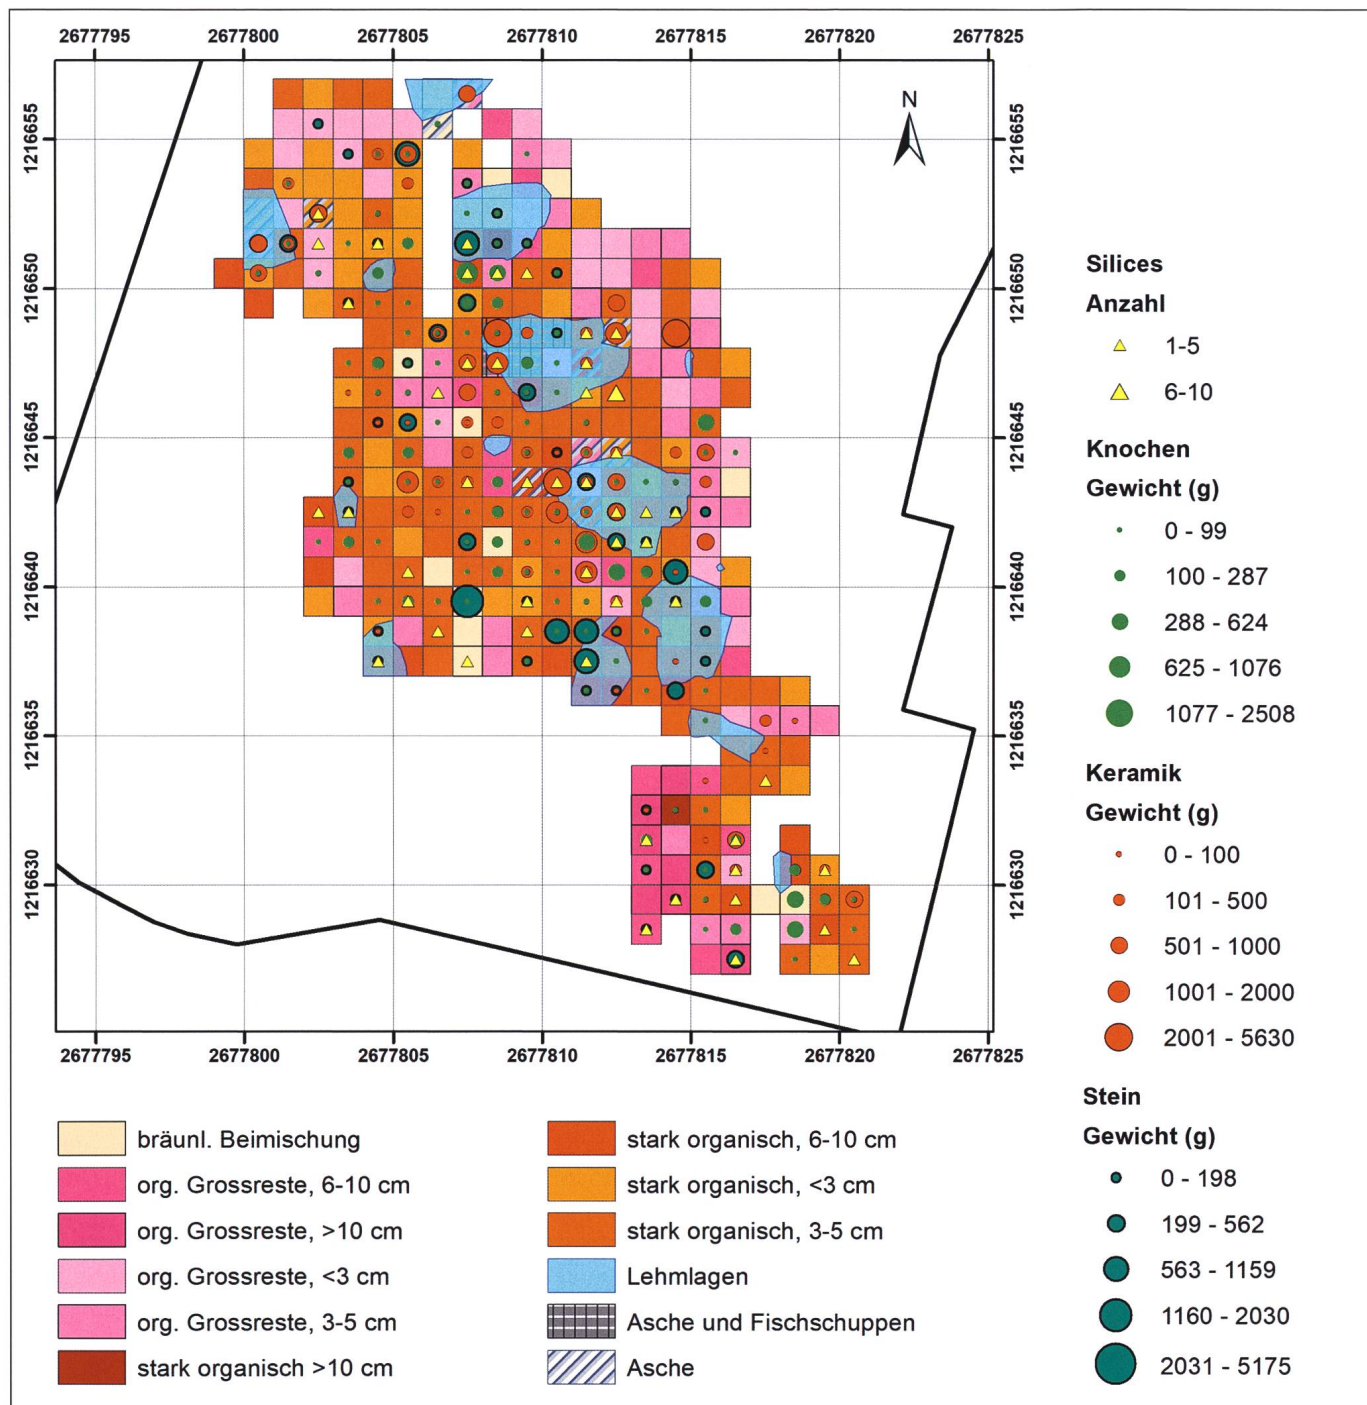 2677795 2677800 2677805 2677810 2677815 2677820 2677825
N
1216655 1216655
1216650 1216650
1216645 1216645
1216640 1216640
1216635 1216635
1216630 1216630
2677795 2677800 2677805 2677810 2677815 2677820 2677825
Silices
Anzahl
1-5
6-10
Knochen
Gewicht (g)
0 - 99
100 - 287
288 - 624
625 - 1076
1077 - 2508
Keramik
Gewicht (g)
0 - 100
101 - 500
501 - 1000
1001 - 2000
2001 - 5630
Stein
Gewicht (g)
0 - 198
199 - 562
563 - 1159
1160 - 2030
2031 - 5175
bräunl. Beimischung
org. Grossreste, 6-10 cm
org. Grossreste, >10 cm
org. Grossreste, <3 cm
org. Grossreste, 3-5 cm
stark organisch >10 cm
stark organisch, 6-10 cm
stark organisch, <3 cm
stark organisch, 3-5 cm
Lehmlagen
Asche und Fischschuppen
Asche